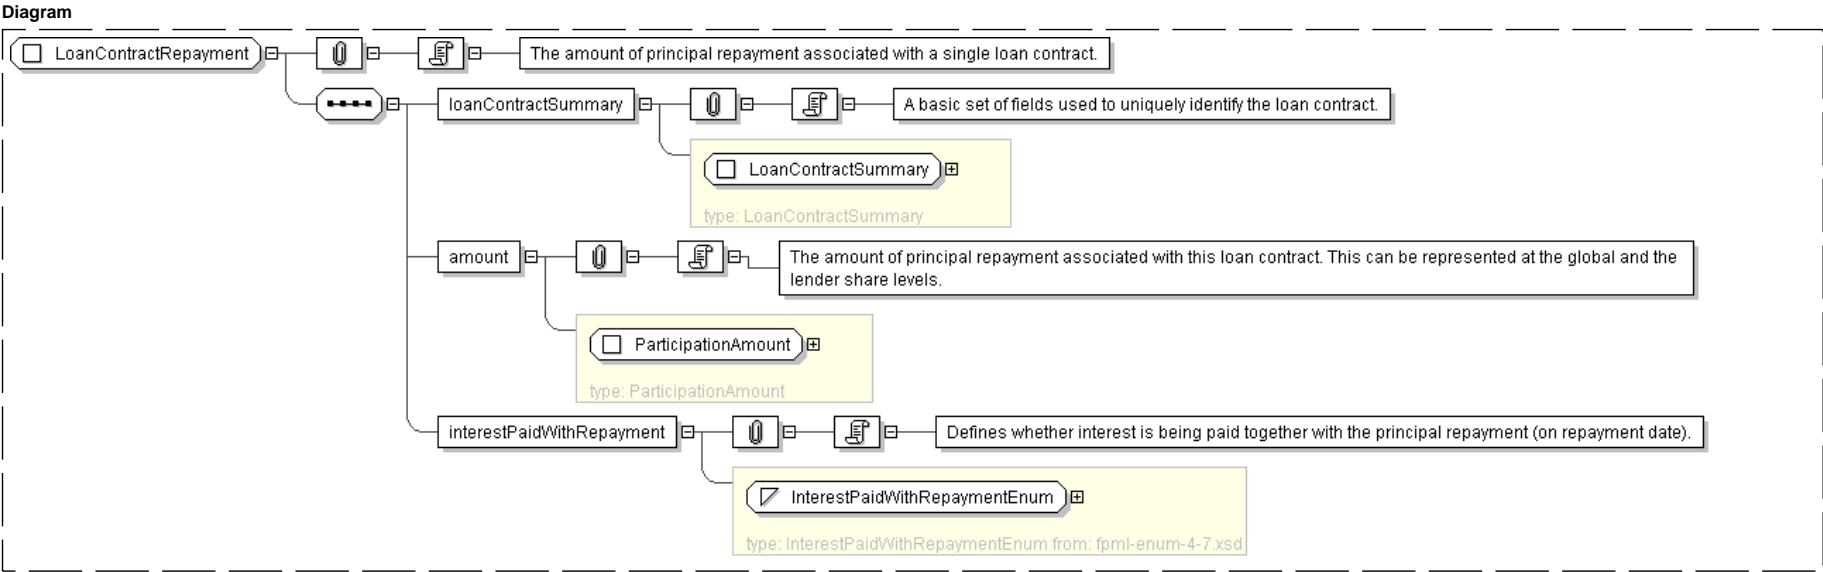 Diagram
LoanContractRepayment
The amount of principal repayment associated with a single loan contract.
loanContractSummary
A basic set of fields used to uniquely identify the loan contract.
LoanContractSummary
type: LoanContractSummary
amount
The amount of principal repayment associated with this loan contract. This can be represented at the global and the
lender share levels.
ParticipationAmount
type: ParticipationAmount
interestPaidWithRepayment
Defines whether interest is being paid together with the principal repayment (on repayment date).
InterestPaidWithRepaymentEnum
type: InterestPaidWithRepaymentEnum from: fpml-enum-4-7.xsd